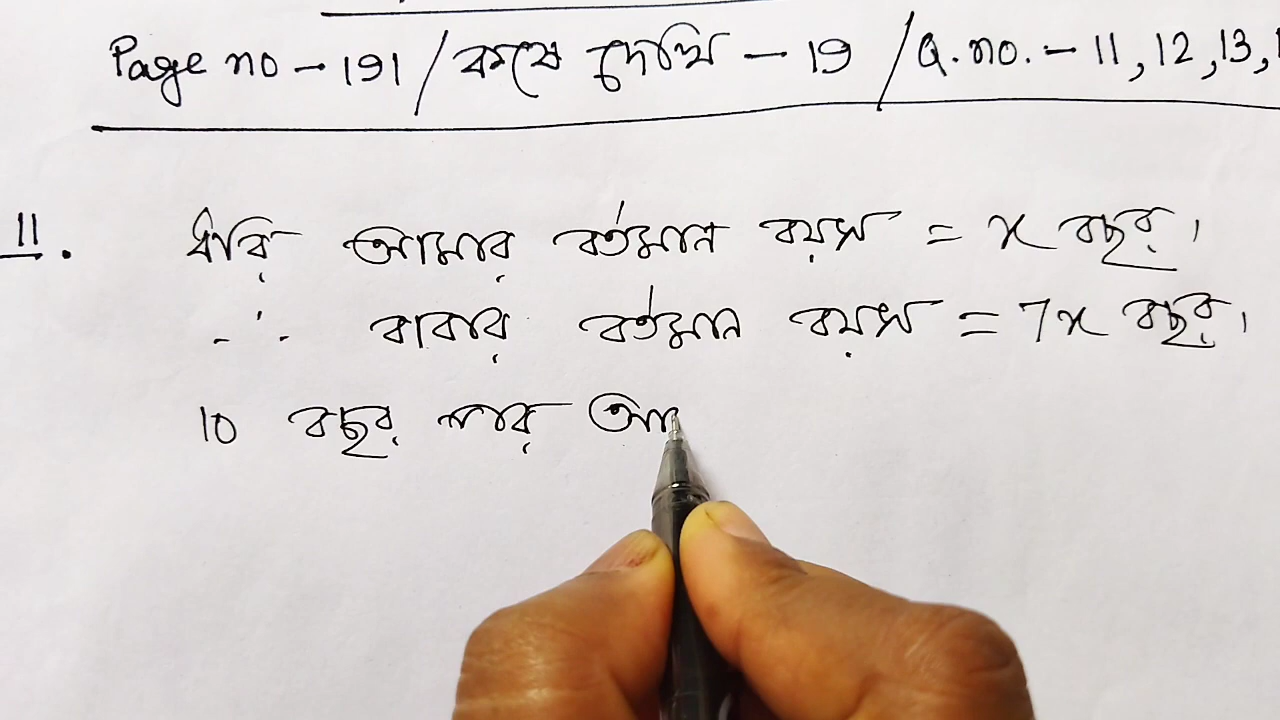 Page no - 191 / কষে দেখি - 19 / Q. no. - 11, 12, 13,
11. ধরি আমার বর্তমান বয়স = x বছর।
∴ বাবার বর্তমান বয়স = 7x বছর।
10 বছর পরে আ